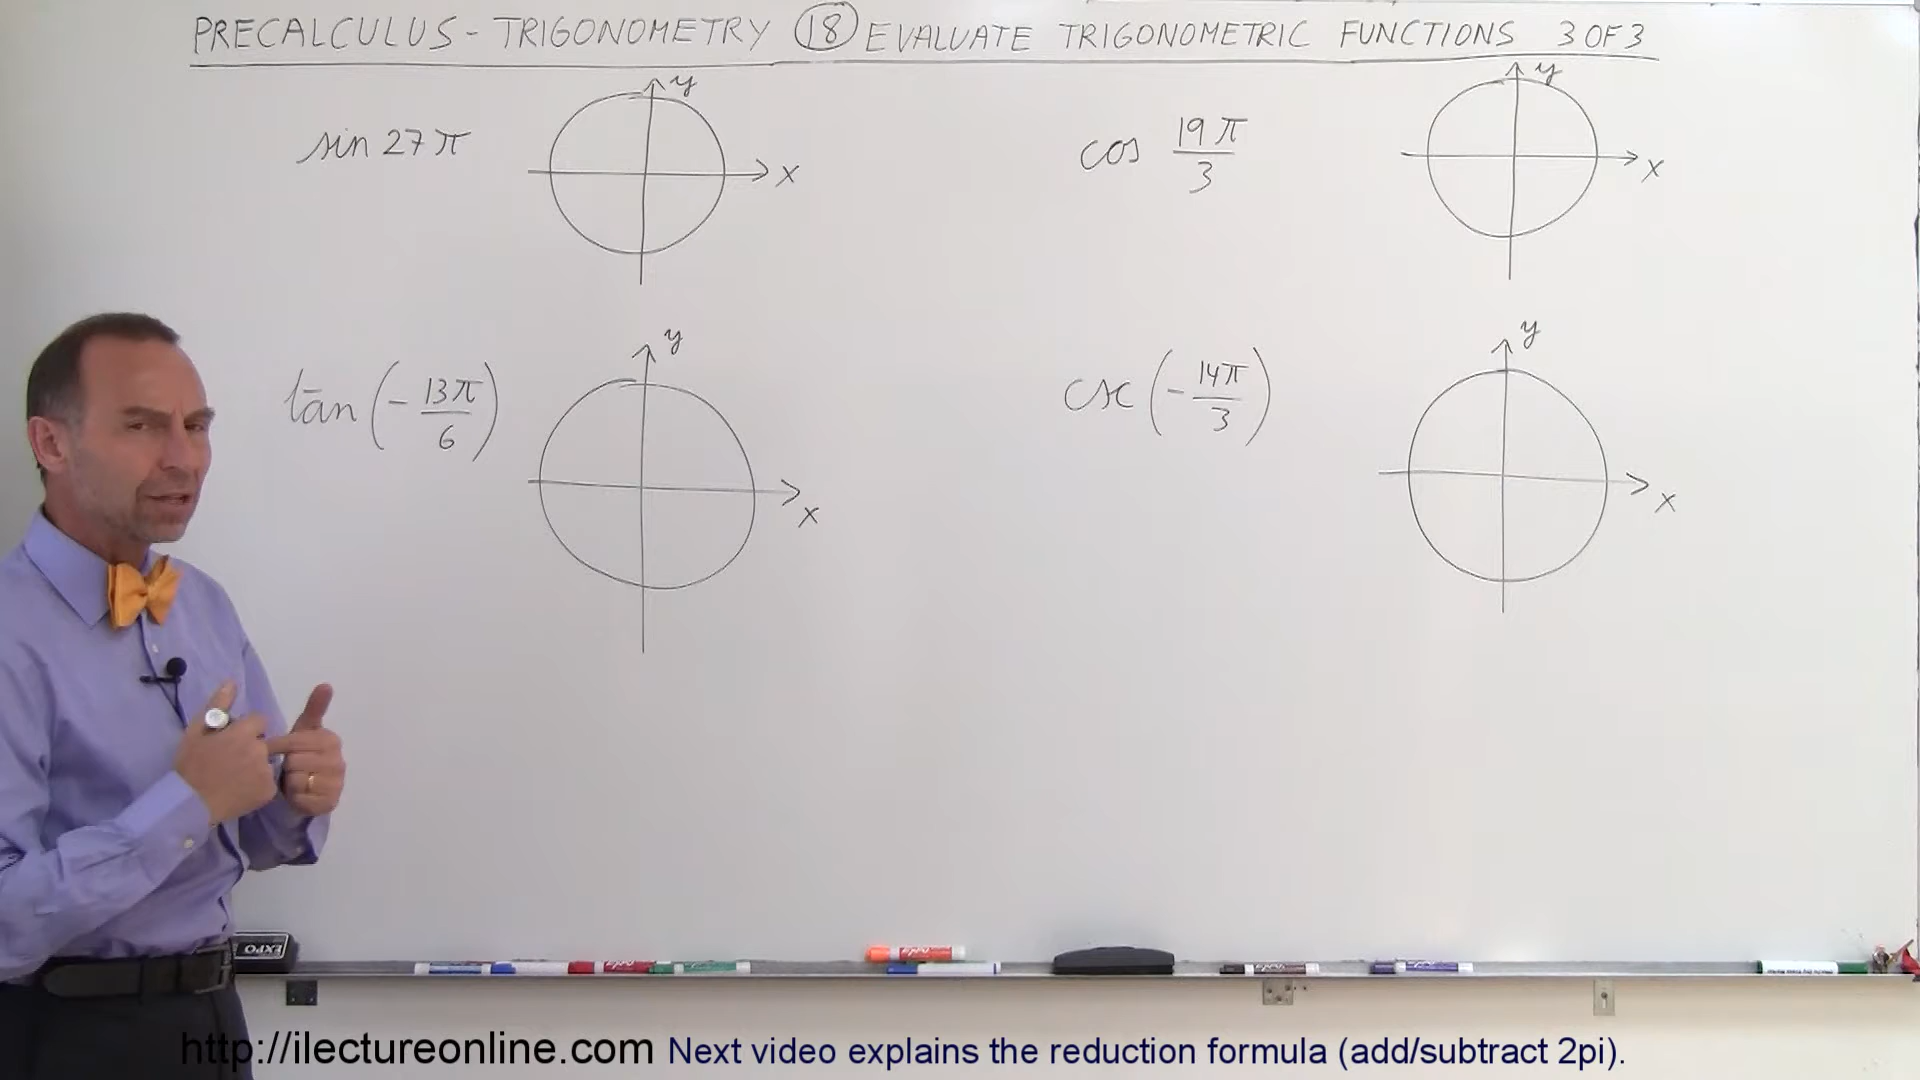 PRECALCULUS - TRIGONOMETRY 18 EVALUATE TRIGONOMETRIC FUNCTIONS 3 OF 3
sin 27π
y
x
cos 19π/3
y
x
tan (- 13π/6)
y
x
csc (- 14π/3)
y
x
EXPO
http://ilectureonline.com Next video explains the reduction formula (add/subtract 2pi).